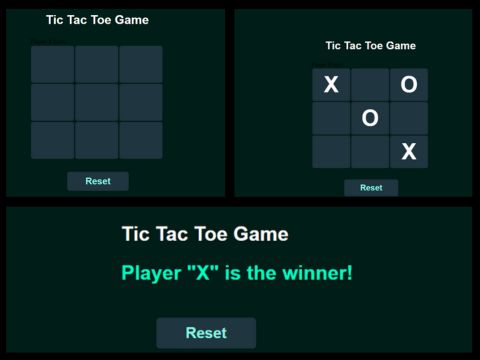 Tic Tac Toe Game
Reset
Tic Tac Toe Game
X O
O
X
Reset
Tic Tac Toe Game
Player "X" is the winner!
Reset